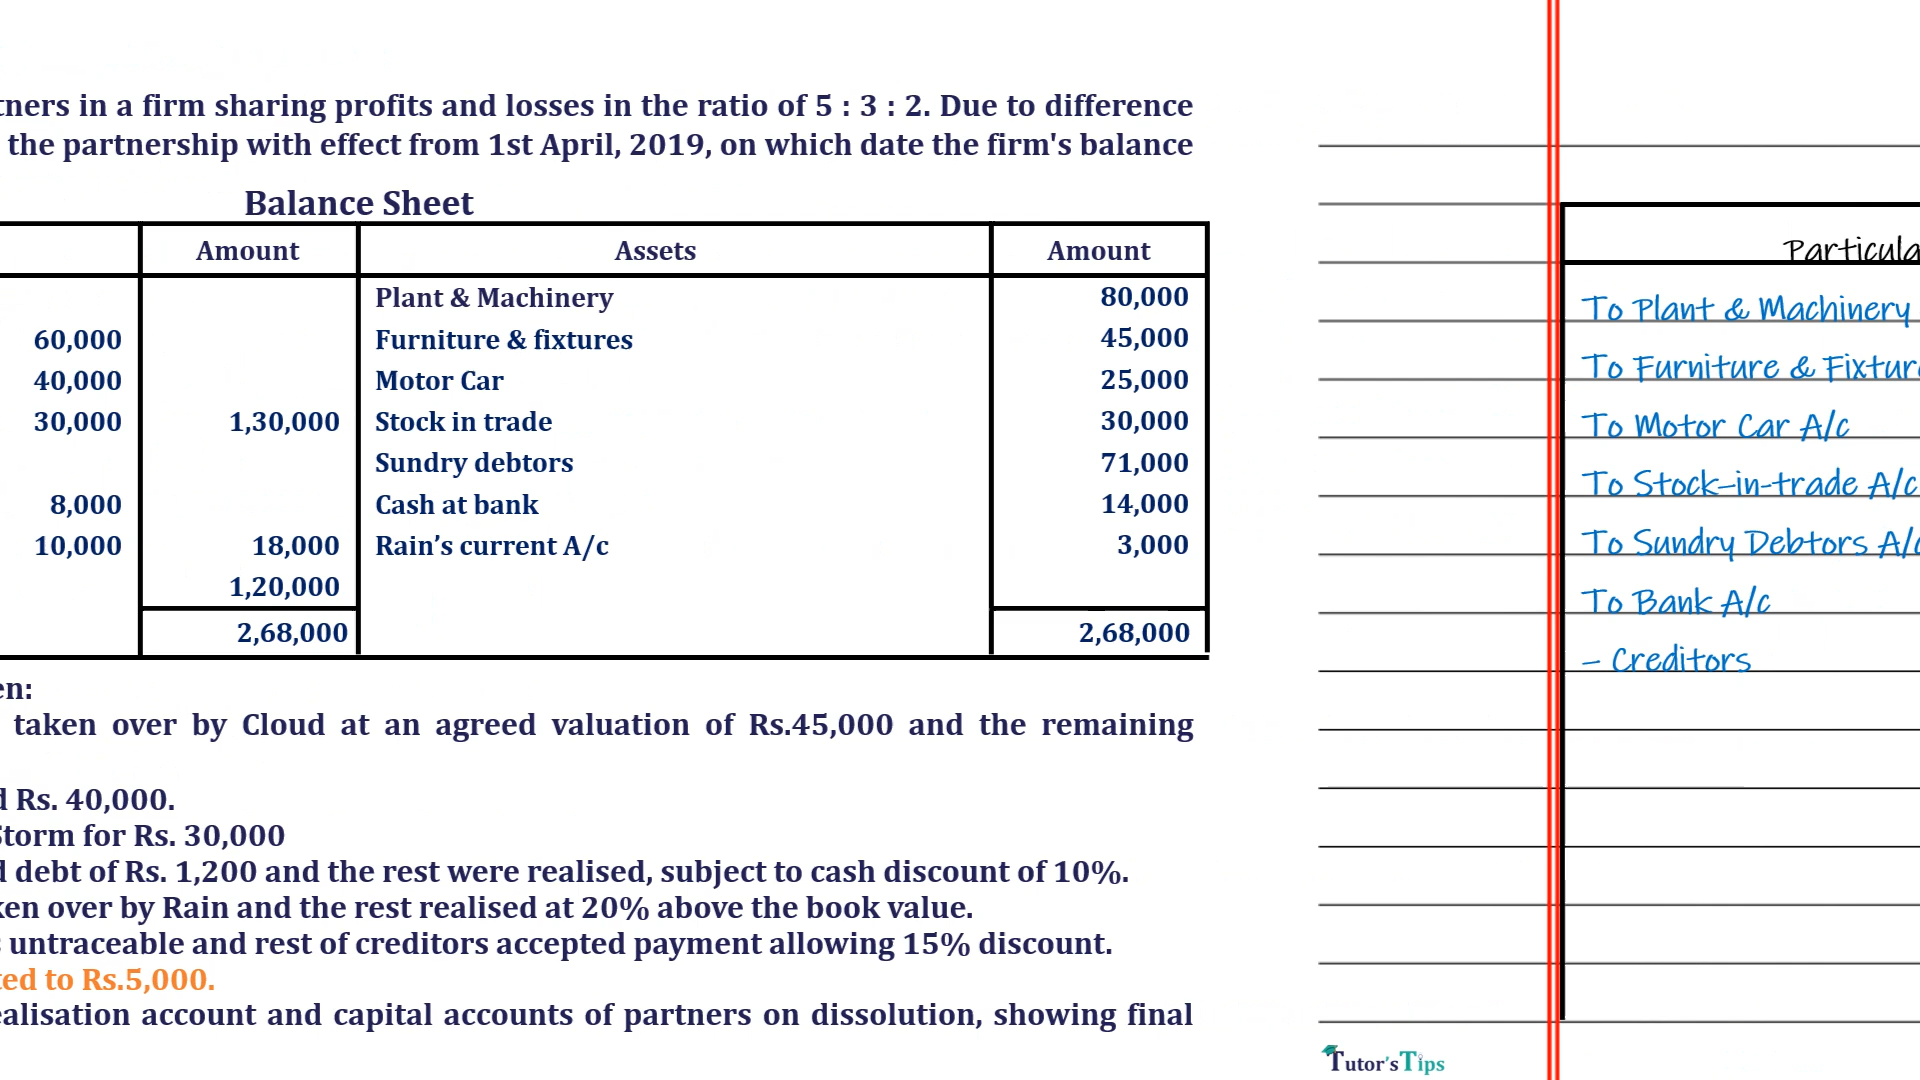 tners in a firm sharing profits and losses in the ratio of 5 : 3 : 2. Due to difference
the partnership with effect from 1st April, 2019, on which date the firm's balance
Balance Sheet
Amount Assets Amount
Plant & Machinery 80,000
60,000 Furniture & fixtures 45,000
40,000 Motor Car 25,000
30,000 1,30,000 Stock in trade 30,000
Sundry debtors 71,000
8,000 Cash at bank 14,000
10,000 18,000 Rain's current A/c 3,000
1,20,000
2,68,000 2,68,000
en:
taken over by Cloud at an agreed valuation of Rs.45,000 and the remaining
d Rs. 40,000.
Storm for Rs. 30,000
d debt of Rs. 1,200 and the rest were realised, subject to cash discount of 10%.
ken over by Rain and the rest realised at 20% above the book value.
s untraceable and rest of creditors accepted payment allowing 15% discount.
ted to Rs.5,000.
ealisation account and capital accounts of partners on dissolution, showing final
Particula
To Plant & Machinery
To Furniture & Fixture
To Motor Car A/c
To Stock-in-trade A/c
To Sundry Debtors A/c
To Bank A/c
- Creditors
Tutor'sTips